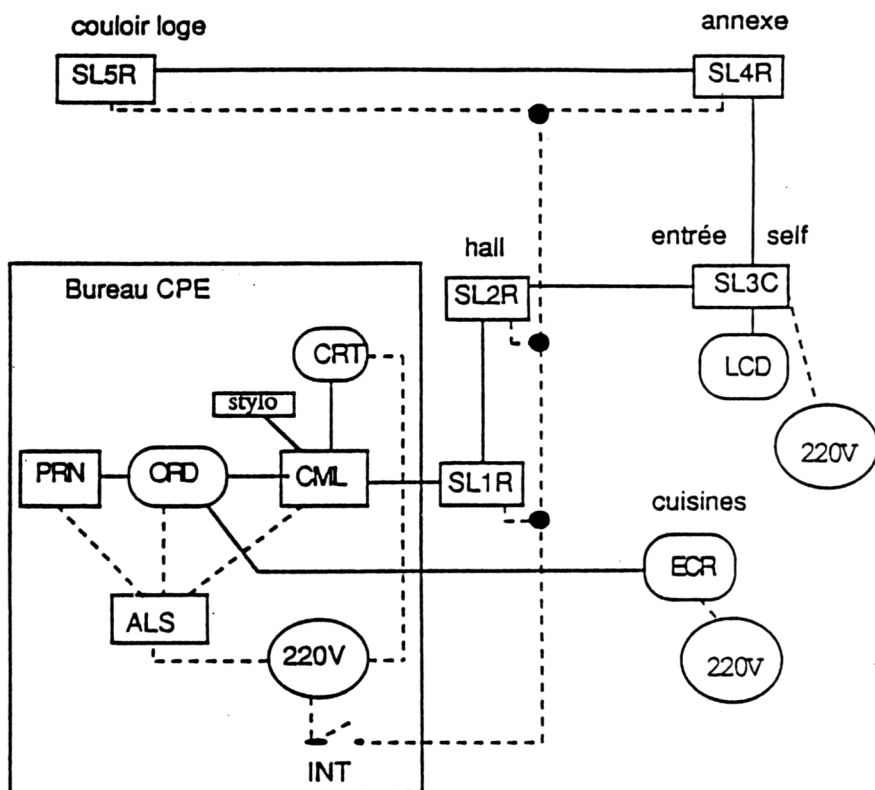 couloir loge
annexe
SL5R
SL4R
hall
entrée self
Bureau CPE
SL2R
SL3C
CRT
LCD
stylo
220V
PRN
CRD
CML
SL1R
cuisines
ECR
ALS
220V
220V
INT